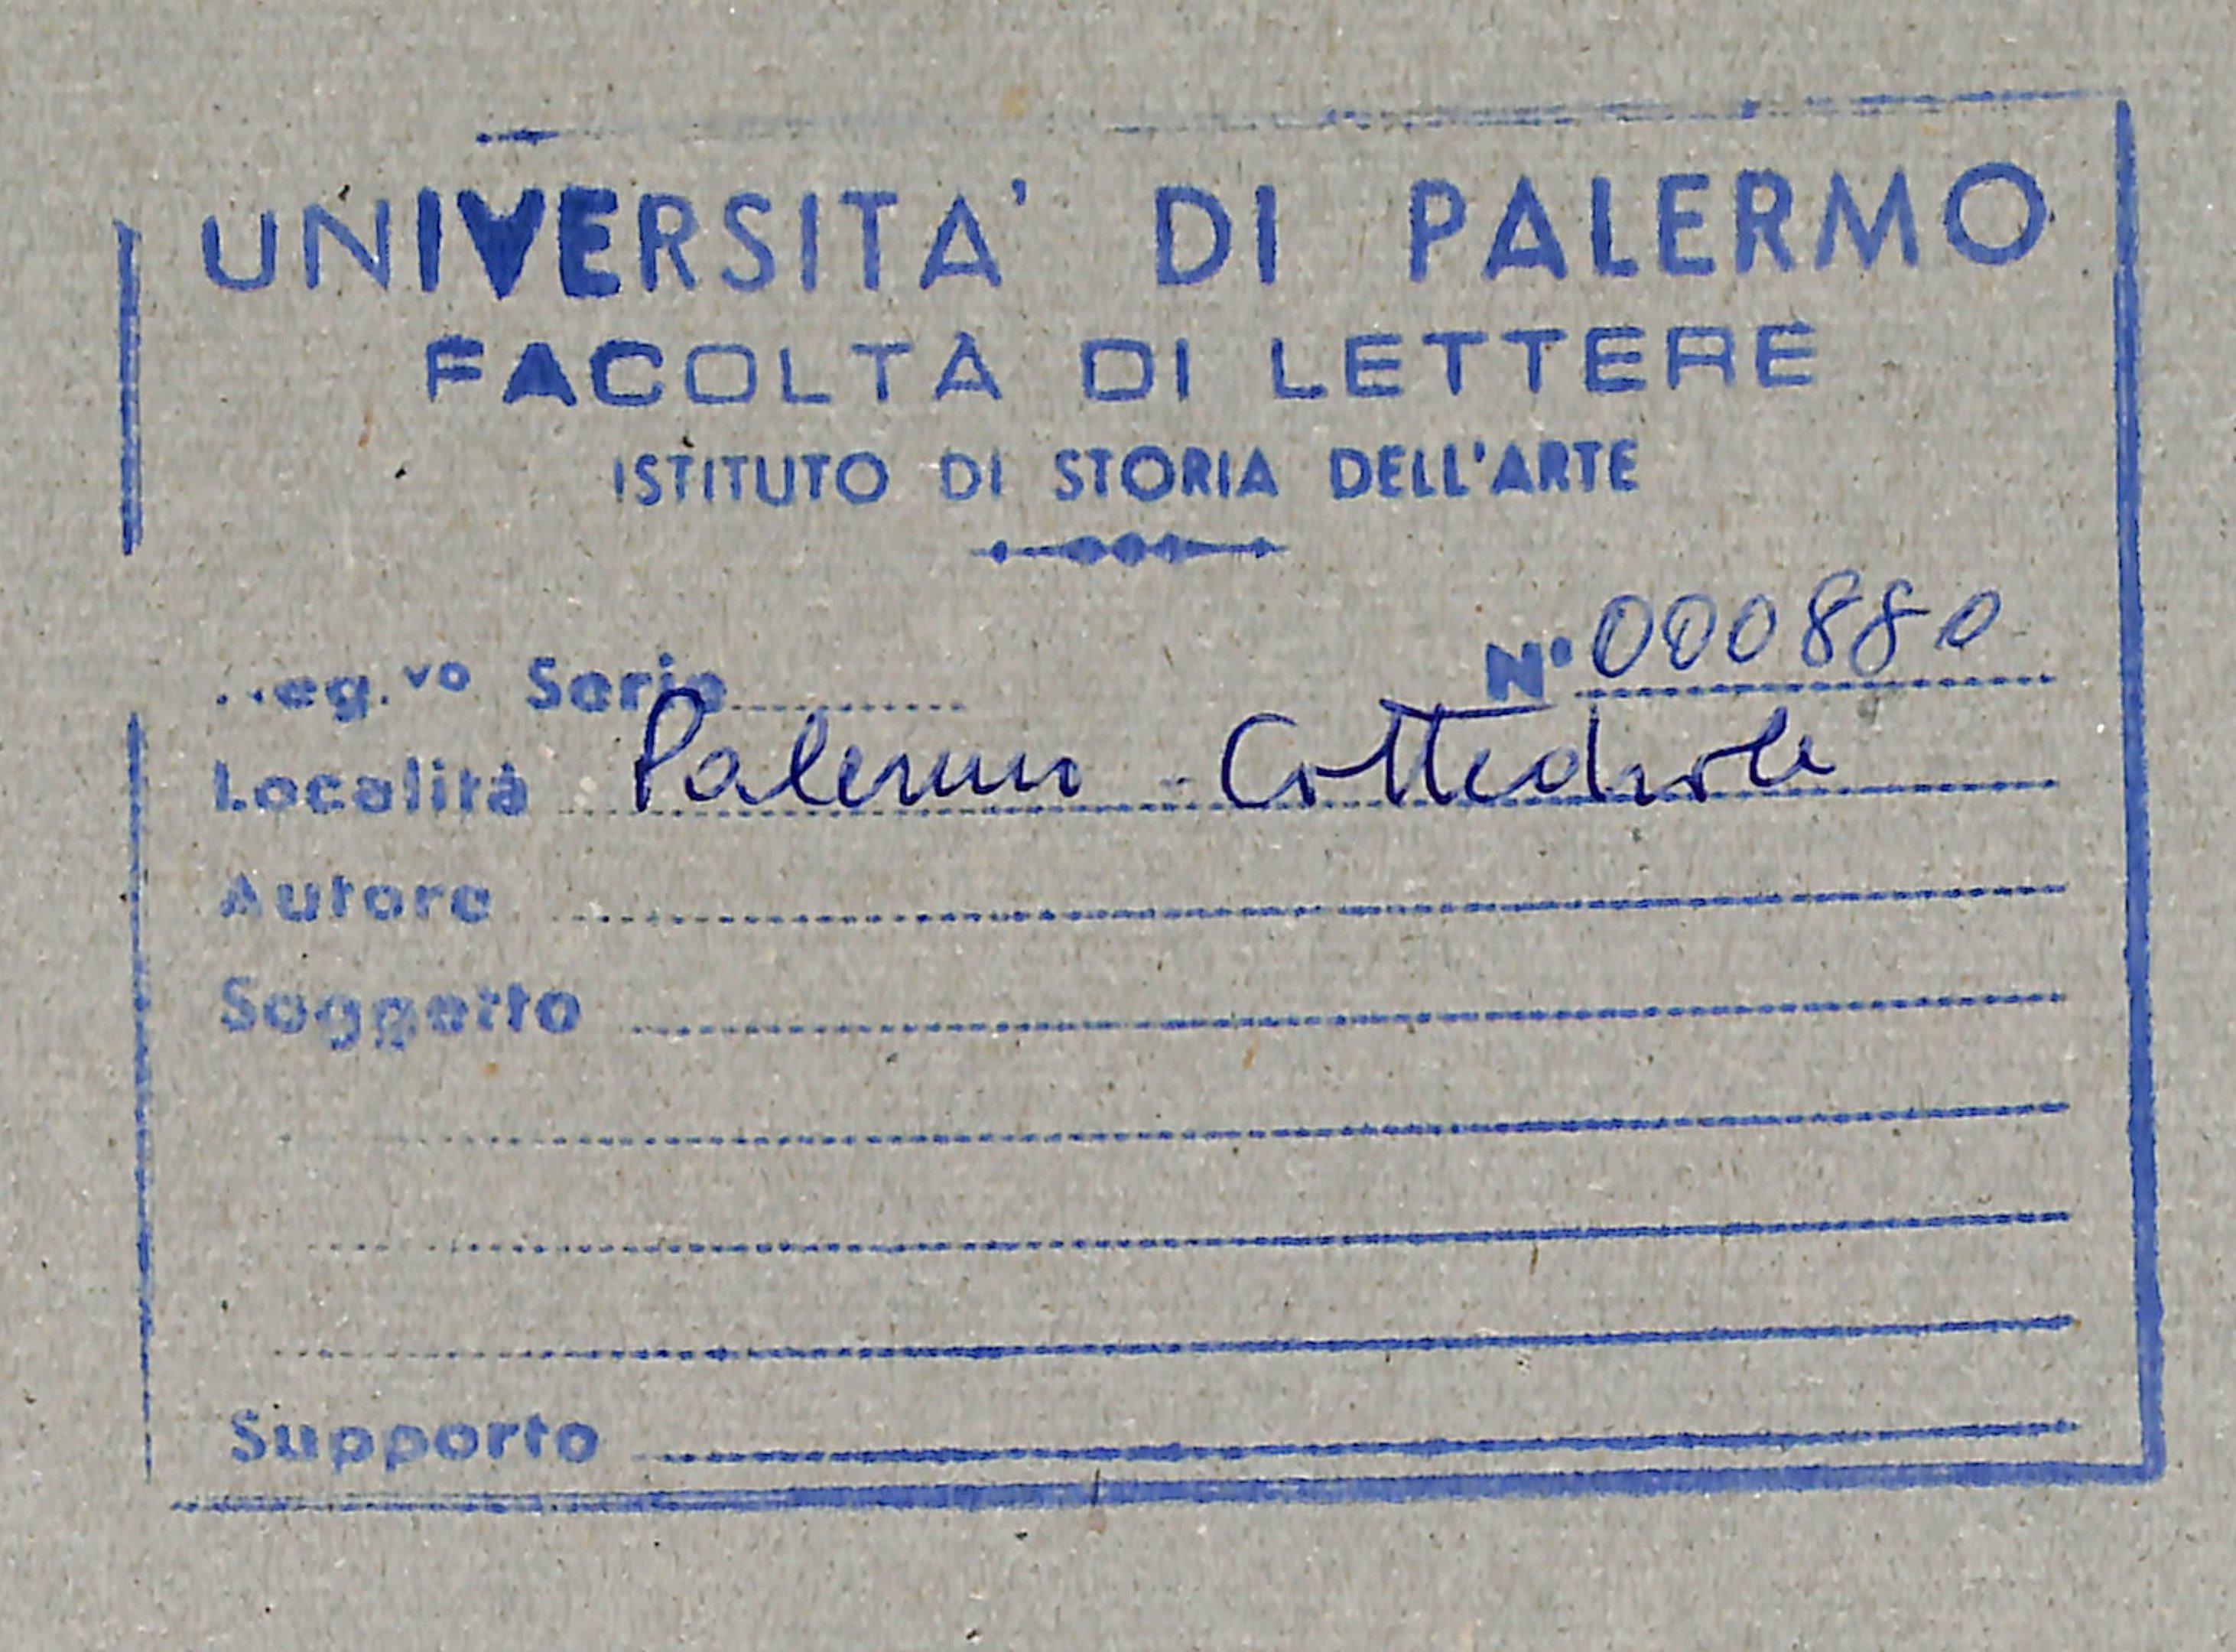 UNIVERSITA' DI PALERMO
FACOLTÀ DI LETTERE
ISTITUTO DI STORIA DELL'ARTE
eg.vo Serie N° 000880
Località Palermo - Cattedrale
Autore
Soggetto
Supporto